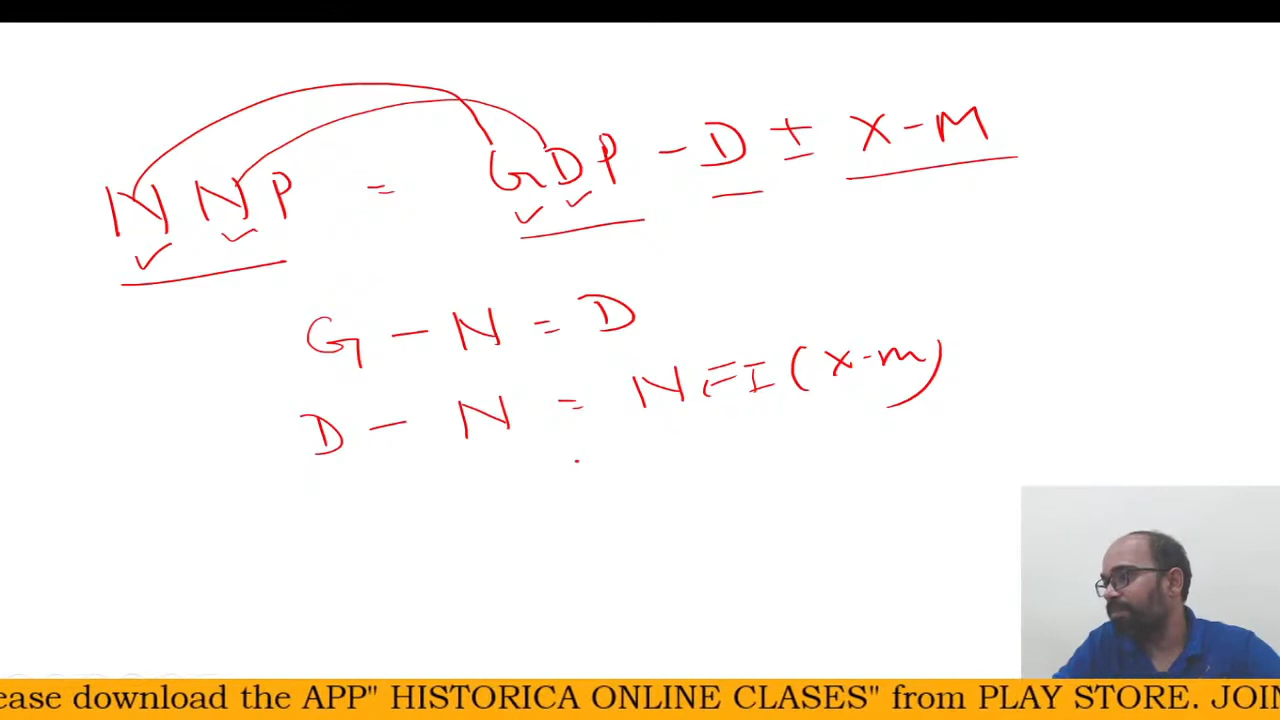 NNP = GDP - D ± X-M
G - N = D
D - N = NFI (X-M)
ease download the APP" HISTORICA ONLINE CLASES" from PLAY STORE. JOIN